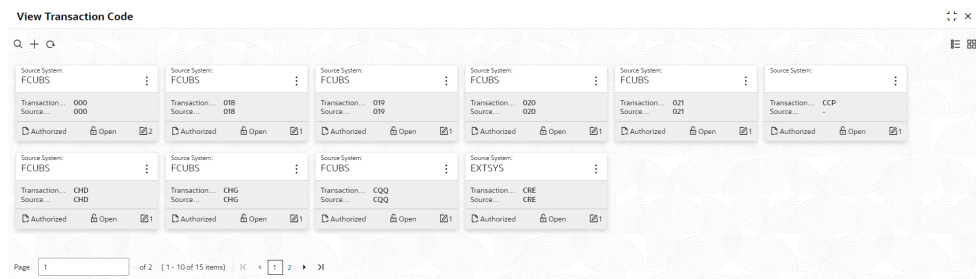 View Transaction Code
Source System:
FCUBS
Transaction... 000
Source... 000
Authorized Open 2
Source System:
FCUBS
Transaction... 018
Source... 018
Authorized Open 1
Source System:
FCUBS
Transaction... 019
Source... 019
Authorized Open 1
Source System:
FCUBS
Transaction... 020
Source... 020
Authorized Open 1
Source System:
FCUBS
Transaction... 021
Source... 021
Authorized Open 1
Source System:
Transaction... CCP
Source... -
Authorized Open 1
Source System:
FCUBS
Transaction... CHD
Source... CHD
Authorized Open 1
Source System:
FCUBS
Transaction... CHG
Source... CHG
Authorized Open 1
Source System:
FCUBS
Transaction... CQQ
Source... CQQ
Authorized Open 1
Source System:
EXTSYS
Transaction... CRE
Source... CRE
Authorized Open 1
Page 1 of 2 ( 1 - 10 of 15 items) 1 2